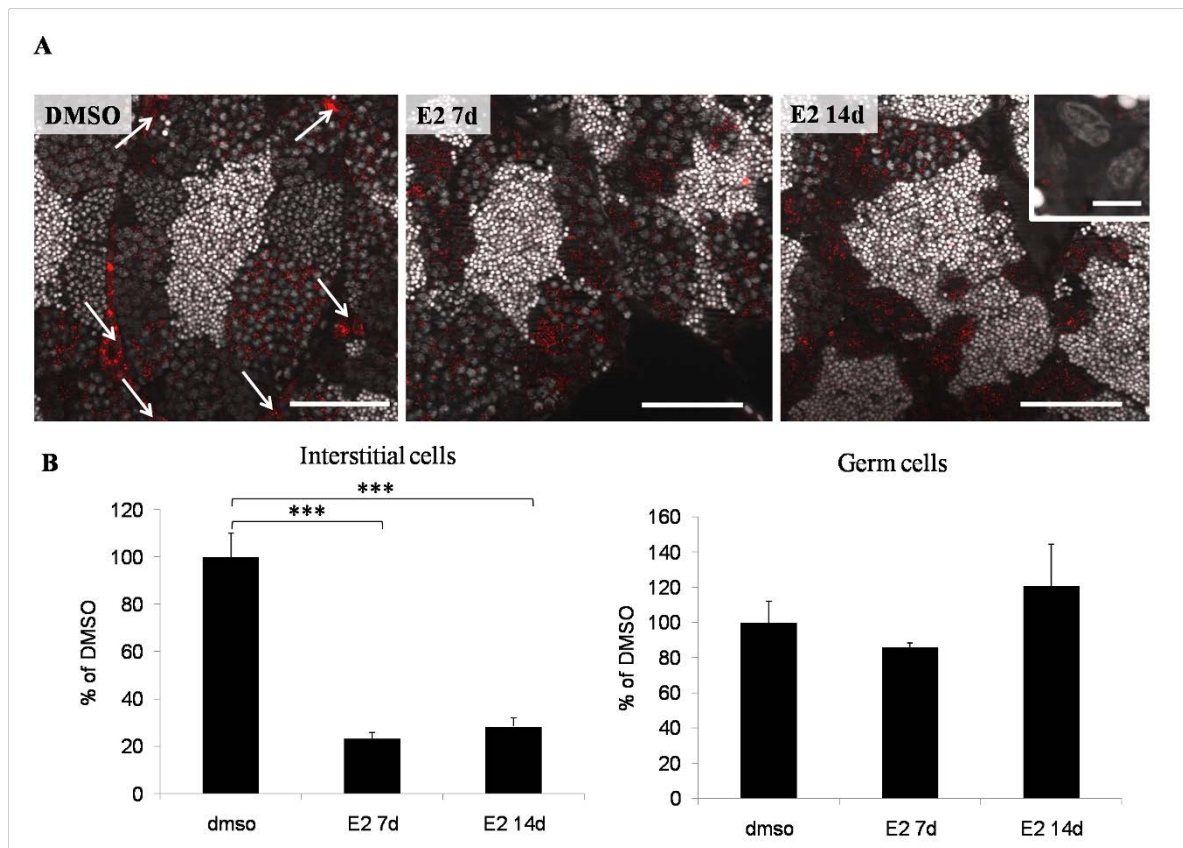 A
DMSO
E2 7d
E2 14d
B
Interstitial cells
***
***
% of DMSO
120
100
80
60
40
20
0
dmso
E2 7d
E2 14d
Germ cells
% of DMSO
160
140
120
100
80
60
40
20
0
dmso
E2 7d
E2 14d